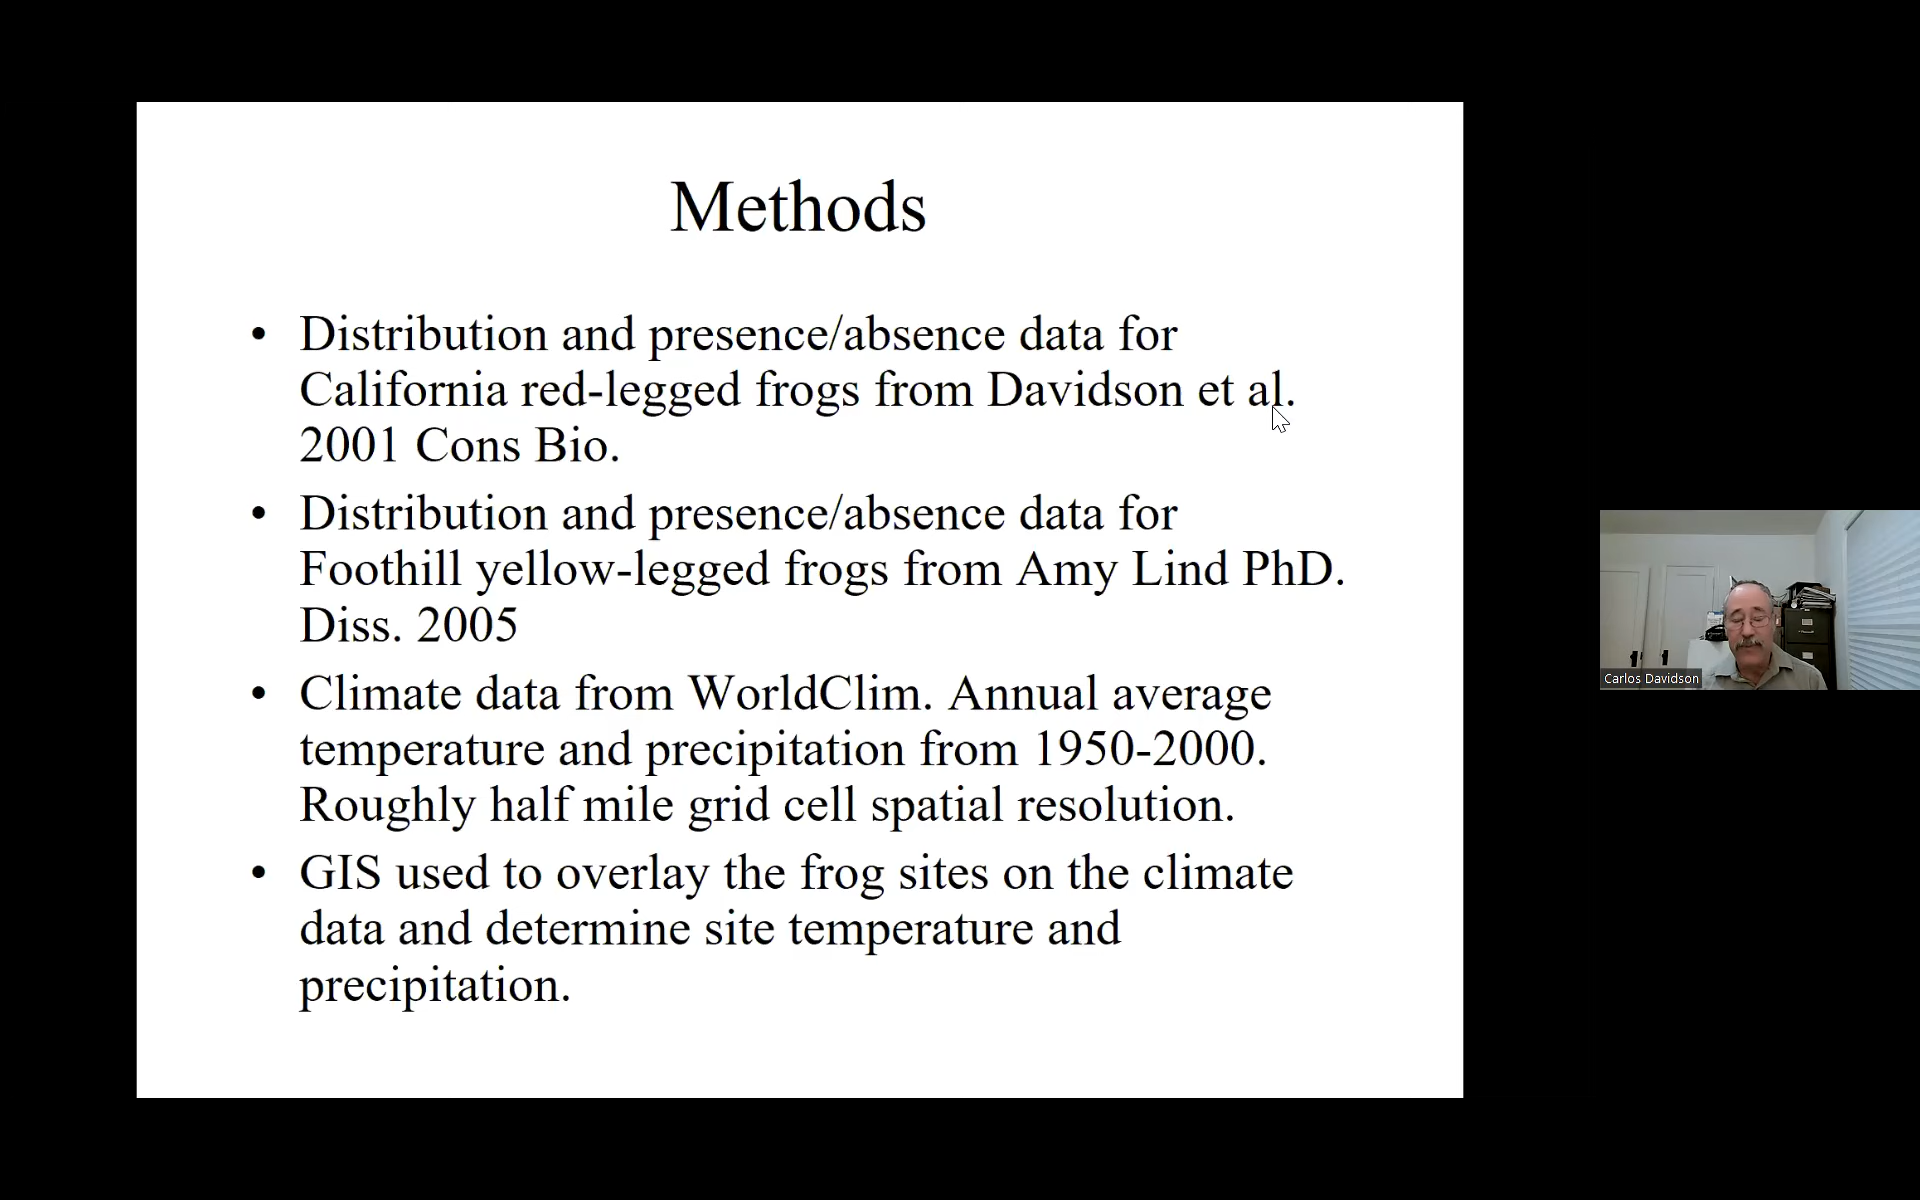 Methods
• Distribution and presence/absence data for
California red-legged frogs from Davidson et al.
2001 Cons Bio.
• Distribution and presence/absence data for
Foothill yellow-legged frogs from Amy Lind PhD.
Diss. 2005
• Climate data from WorldClim. Annual average
temperature and precipitation from 1950-2000.
Roughly half mile grid cell spatial resolution.
• GIS used to overlay the frog sites on the climate
data and determine site temperature and
precipitation.
Carlos Davidson